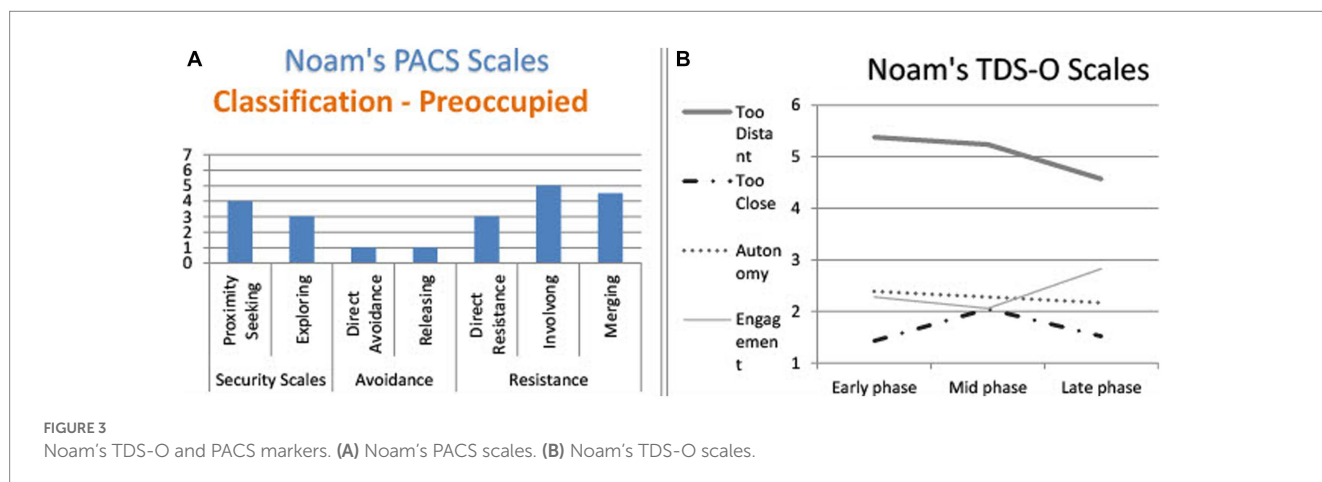 A
Noam's PACS Scales
Classification - Preoccupied
7
6
5
4
3
2
1
0
Proximity
Seeking
Exploring
Direct
Avoidance
Releasing
Direct
Resistance
Involvong
Merging
Security Scales
Avoidance
Resistance
B
Noam's TDS-O Scales
Too
Dista
nt
Too
Close
Auton
omy
Engag
emen
t
6
5
4
3
2
1
Early phase
Mid phase
Late phase
FIGURE 3
Noam's TDS-O and PACS markers. (A) Noam's PACS scales. (B) Noam's TDS-O scales.